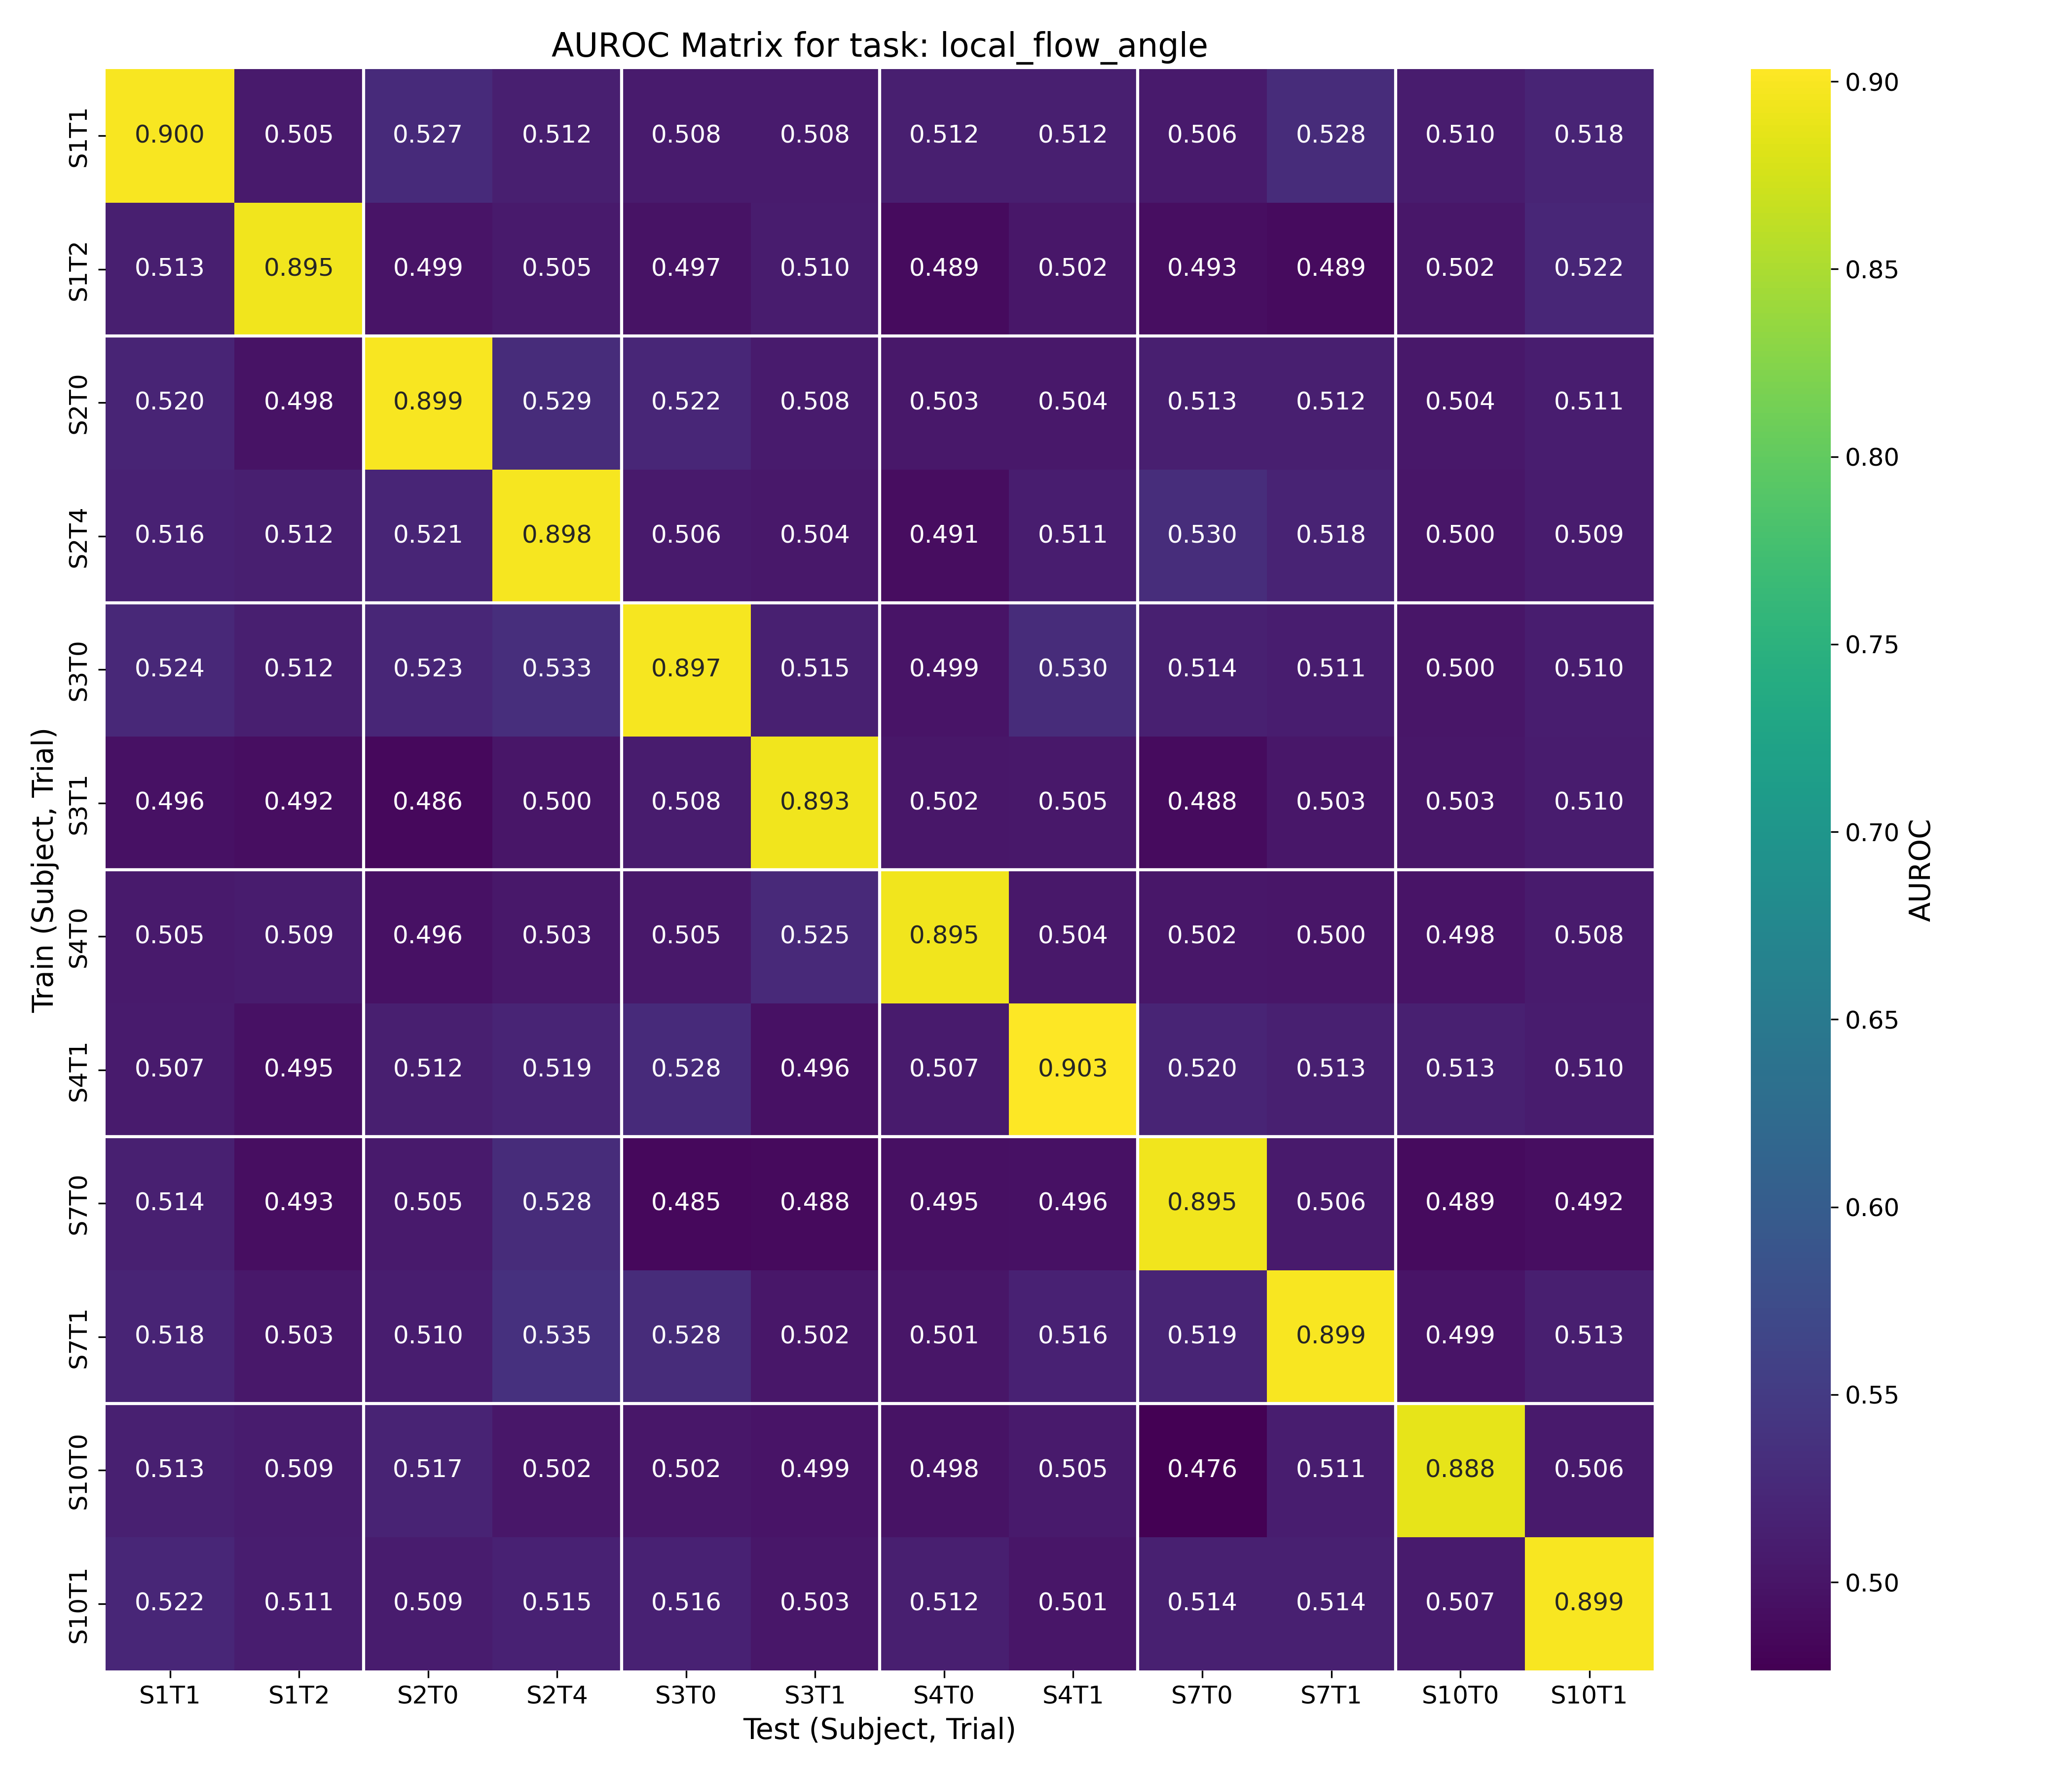 AUROC Matrix for task: local_flow_angle
S1T1 0.900 0.505 0.527 0.512 0.508 0.508 0.512 0.512 0.506 0.528 0.510 0.518
S1T2 0.513 0.895 0.499 0.505 0.497 0.510 0.489 0.502 0.493 0.489 0.502 0.522
S2T0 0.520 0.498 0.899 0.529 0.522 0.508 0.503 0.504 0.513 0.512 0.504 0.511
S2T4 0.516 0.512 0.521 0.898 0.506 0.504 0.491 0.511 0.530 0.518 0.500 0.509
S3T0 0.524 0.512 0.523 0.533 0.897 0.515 0.499 0.530 0.514 0.511 0.500 0.510
S3T1 0.496 0.492 0.486 0.500 0.508 0.893 0.502 0.505 0.488 0.503 0.503 0.510
S4T0 0.505 0.509 0.496 0.503 0.505 0.525 0.895 0.504 0.502 0.500 0.498 0.508
S4T1 0.507 0.495 0.512 0.519 0.528 0.496 0.507 0.903 0.520 0.513 0.513 0.510
S7T0 0.514 0.493 0.505 0.528 0.485 0.488 0.495 0.496 0.895 0.506 0.489 0.492
S7T1 0.518 0.503 0.510 0.535 0.528 0.502 0.501 0.516 0.519 0.899 0.499 0.513
S10T0 0.513 0.509 0.517 0.502 0.502 0.499 0.498 0.505 0.476 0.511 0.888 0.506
S10T1 0.522 0.511 0.509 0.515 0.516 0.503 0.512 0.501 0.514 0.514 0.507 0.899
S1T1 S1T2 S2T0 S2T4 S3T0 S3T1 S4T0 S4T1 S7T0 S7T1 S10T0 S10T1
Test (Subject, Trial)
Train (Subject, Trial)
0.90
0.85
0.80
0.75
0.70
0.65
0.60
0.55
0.50
AUROC